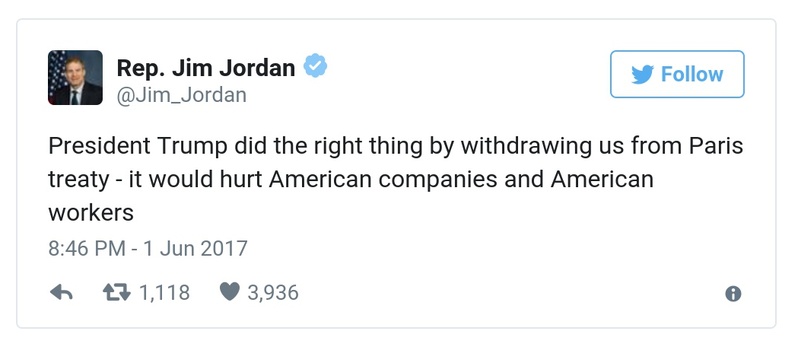 Rep. Jim Jordan
@Jim_Jordan
Follow
President Trump did the right thing by withdrawing us from Paris
treaty - it would hurt American companies and American
workers
8:46 PM - 1 Jun 2017
1,118 3,936